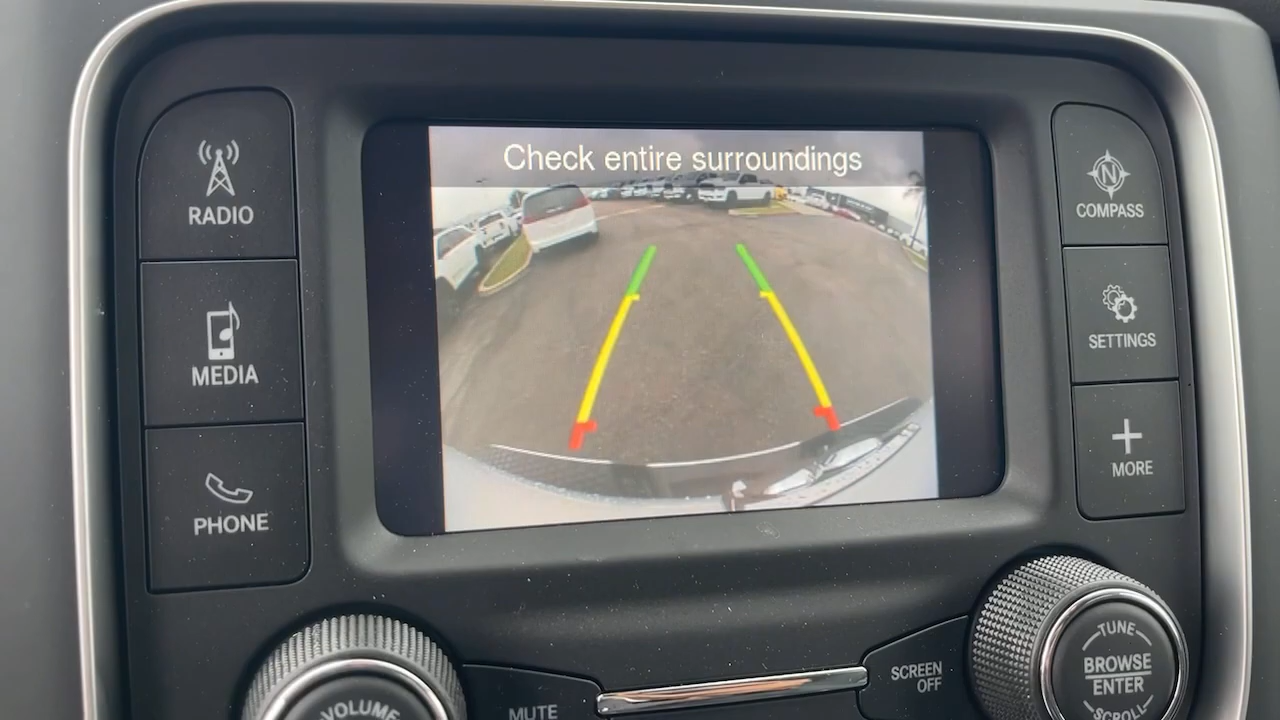 Check entire surroundings
RADIO
MEDIA
PHONE
N
COMPASS
SETTINGS
MORE
VOLUME
MUTE
SCREEN
OFF
TUNE
BROWSE
ENTER
SCROLL